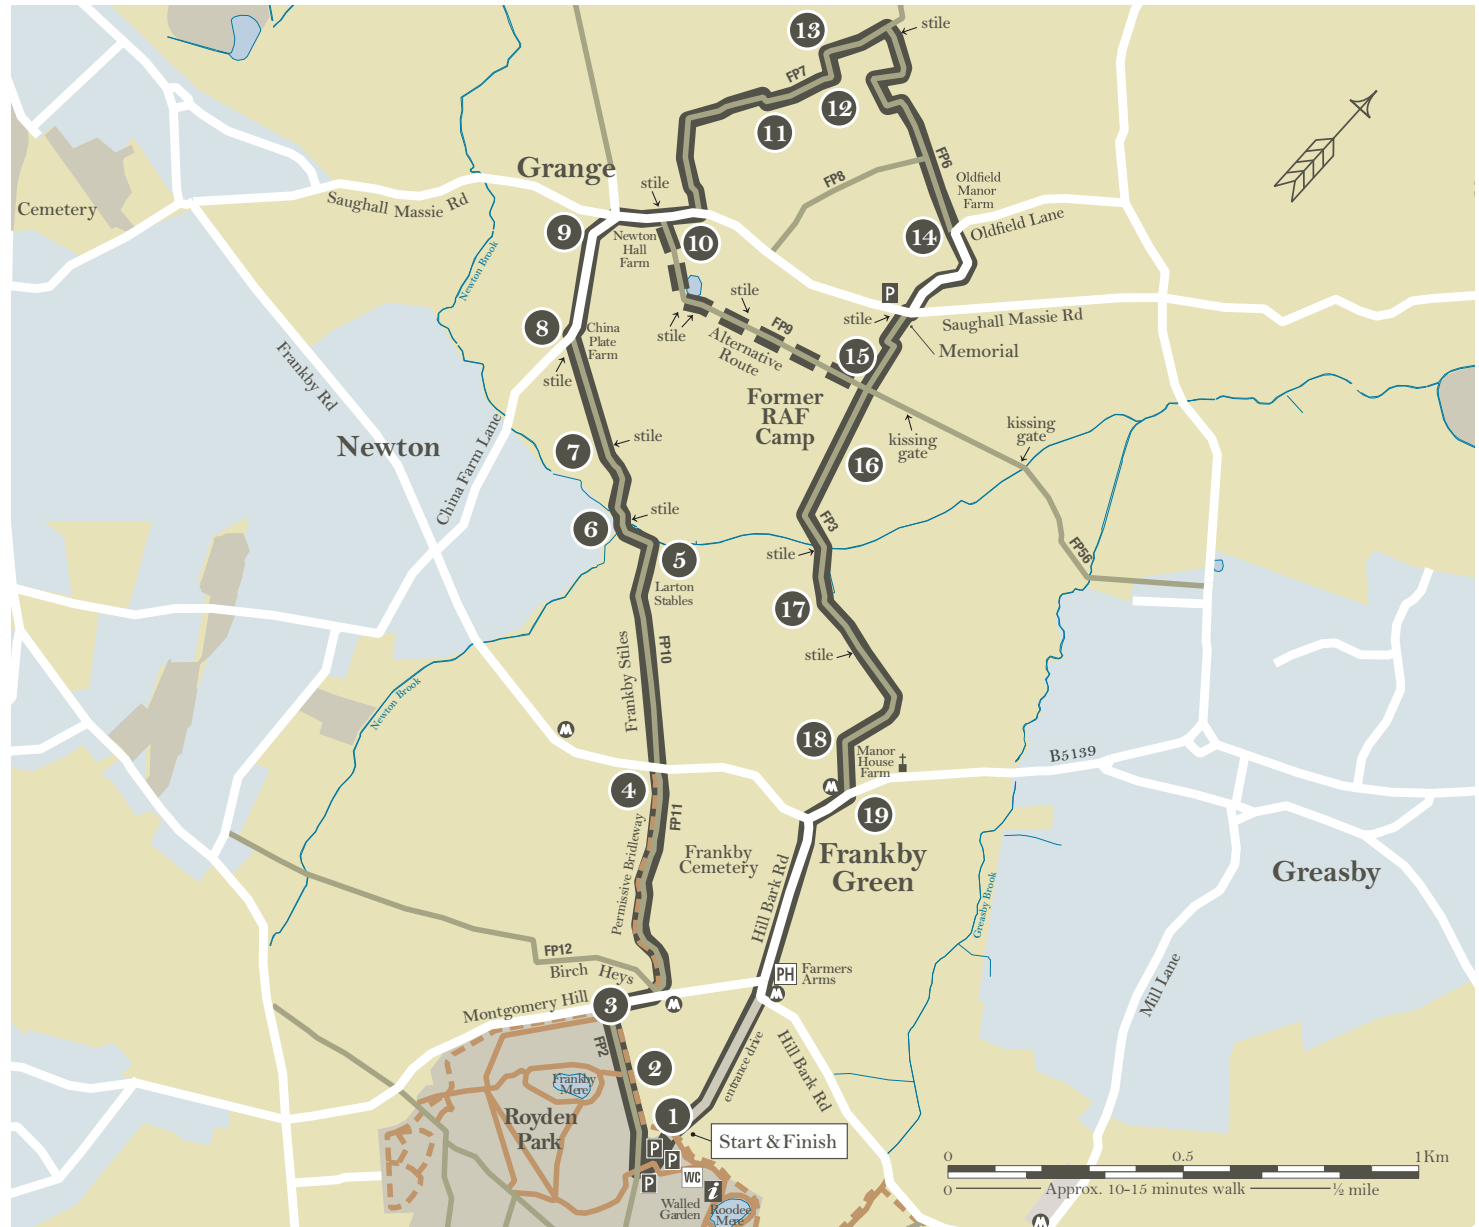 13
stile
FP7
12
11
Grange
stile
FP8
FP6
Oldfield
Manor
Farm
Cemetery
Saughall Massie Rd
9
Newton
Hall
Farm
10
14
Oldfield Lane
Newton Brook
stile
P
8
China
Plate
Farm
stile
FP9
stile
Saughall Massie Rd
Alternative
Route
15
Memorial
stile
Frankby Rd
Former
RAF
Camp
kissing
gate
kissing
gate
Newton
7
stile
16
China Farm Lane
6
stile
FP3
5
stile
FP56
Larton
Stables
17
Frankby Stiles
FP10
stile
Newton Brook
M
18
Manor
House
Farm
B5139
4
M
19
FP11
Permissive Bridleway
Frankby
Cemetery
Frankby
Green
Greasby
Hill Bark Rd
Greasby Brook
FP12
Birch Heys
PH
Farmers
Arms
Mill Lane
Montgomery Hill
3
M
M
FP2
2
entrance drive
Hill Bark Rd
Frankby
Mere
Royden
Park
1
Start & Finish
P
P
P
WC
i
Walled
Garden
Roodee
Mere
0
0.5
1 Km
0
Approx. 10-15 minutes walk
½ mile
M